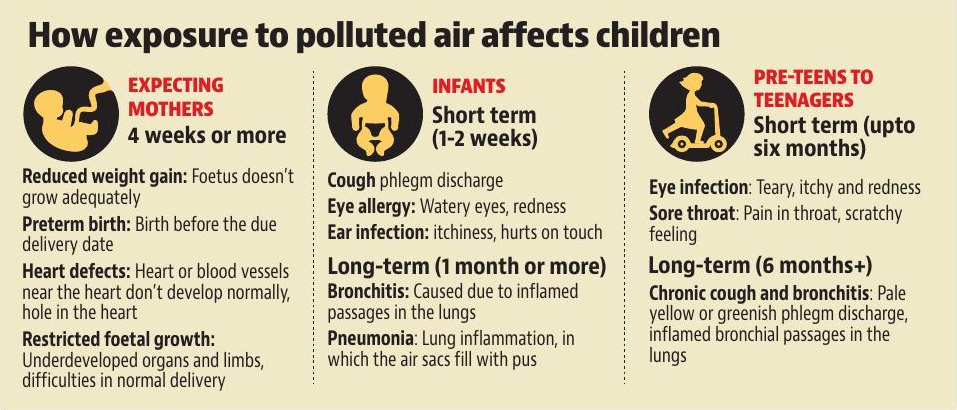 How exposure to polluted air affects children
EXPECTING
MOTHERS
4 weeks or more
Reduced weight gain: Foetus doesn't
grow adequately
Preterm birth: Birth before the due
delivery date
Heart defects: Heart or blood vessels
near the heart don't develop normally,
hole in the heart
Restricted foetal growth:
Underdeveloped organs and limbs,
difficulties in normal delivery
INFANTS
Short term
(1-2 weeks)
Cough phlegm discharge
Eye allergy: Watery eyes, redness
Ear infection: itchiness, hurts on touch
Long-term (1 month or more)
Bronchitis: Caused due to inflamed
passages in the lungs
Pneumonia: Lung inflammation, in
which the air sacs fill with pus
PRE-TEENS TO
TEENAGERS
Short term (upto
six months)
Eye infection: Teary, itchy and redness
Sore throat: Pain in throat, scratchy
feeling
Long-term (6 months+)
Chronic cough and bronchitis: Pale
yellow or greenish phlegm discharge,
inflamed bronchial passages in the
lungs